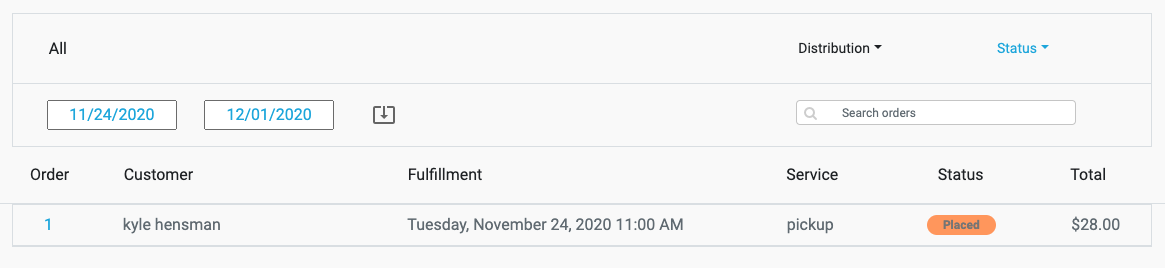 All Distribution Status
11/24/2020 12/01/2020 Search orders
Order Customer Fulfillment Service Status Total
1 kyle hensman Tuesday, November 24, 2020 11:00 AM pickup Placed $28.00